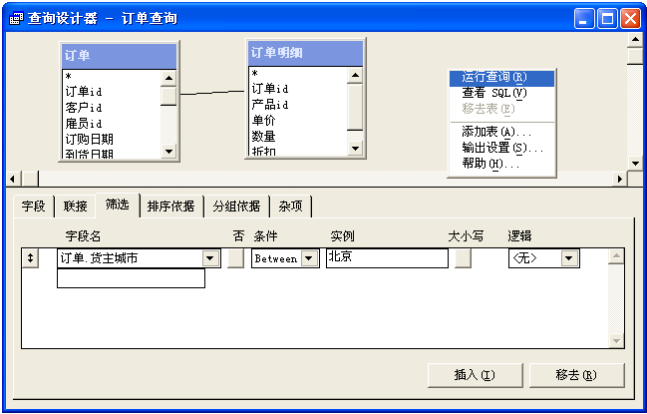 查询设计器 - 订单查询
订单
*
订单id
客户id
雇员id
订购日期
到货日期
订单明细
*
订单id
产品id
单价
数量
折扣
运行查询(R)
查看 SQL(V)
移去表(E)
添加表(A)...
输出设置(S)...
帮助(H)...
字段 联接 筛选 排序依据 分组依据 杂项
字段名 否 条件 实例 大小写 逻辑
订单.货主城市 Between 北京 <无>
插入(I) 移去(R)